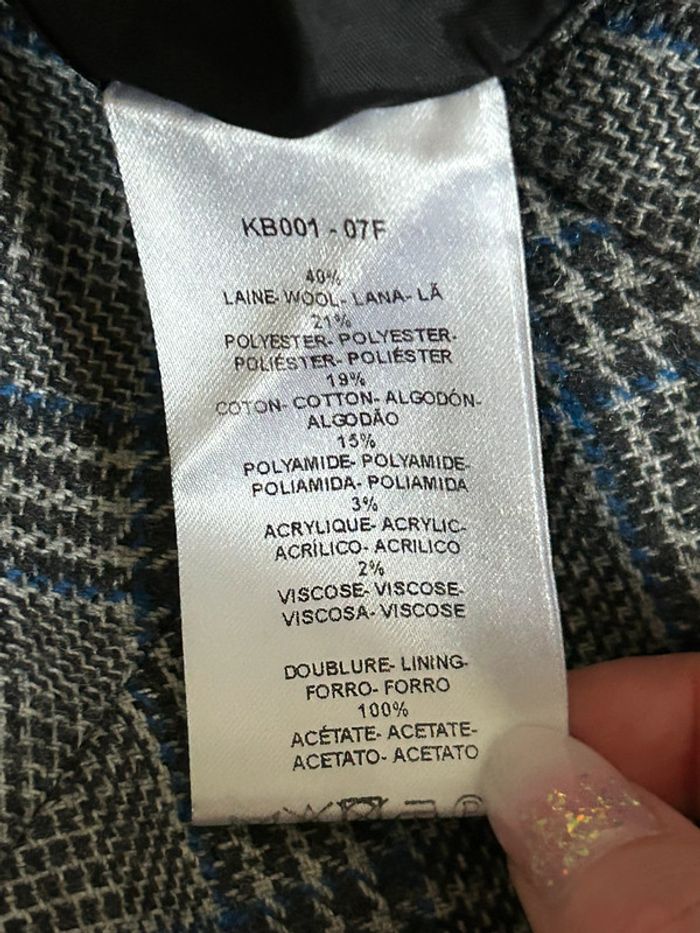 KB001 - 07F
40%
LAINE- WOOL- LANA- LÃ
21%
POLYESTER- POLYESTER-
POLIÉSTER- POLIÉSTER
19%
COTON- COTTON- ALGODÓN-
ALGODÃO
15%
POLYAMIDE- POLYAMIDE-
POLIAMIDA- POLIAMIDA
3%
ACRYLIQUE- ACRYLIC-
ACRÍLICO- ACRILICO
2%
VISCOSE- VISCOSE-
VISCOSA- VISCOSE
DOUBLURE- LINING-
FORRO- FORRO
100%
ACÉTATE- ACETATE-
ACETATO- ACETATO